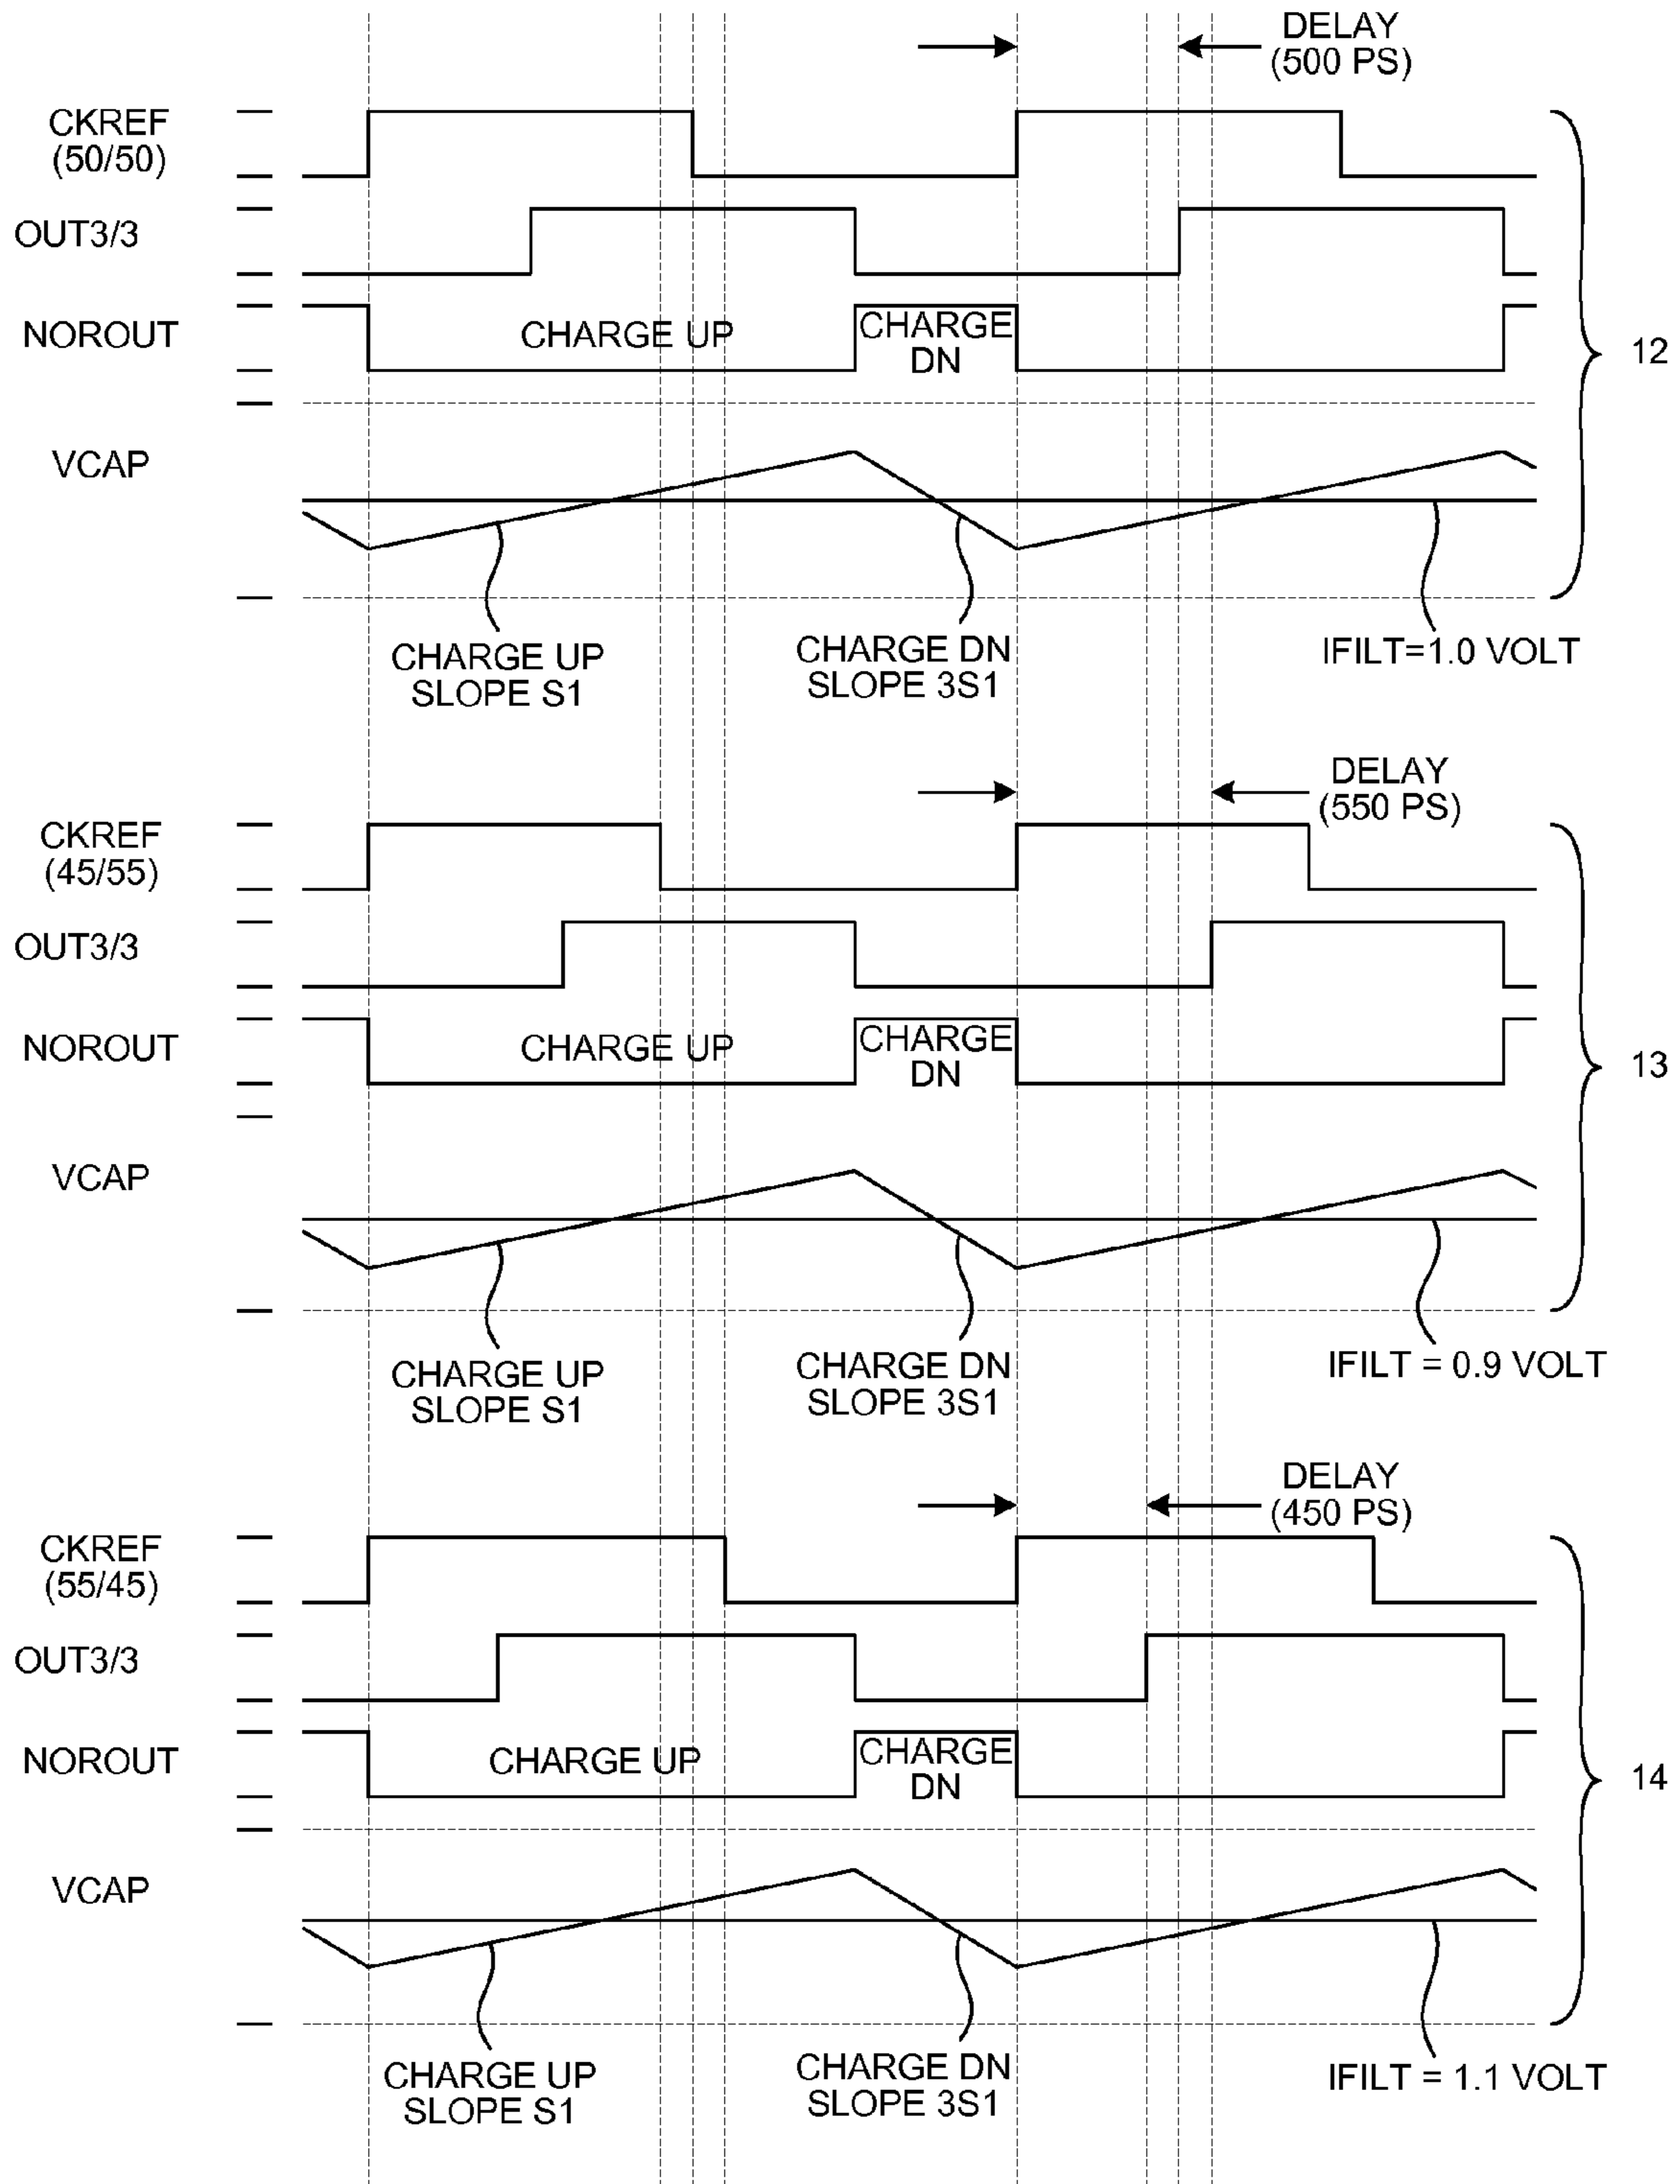 DELAY
(500 PS)
CKREF
(50/50)
OUT3/3
NOROUT
CHARGE UP
CHARGE
DN
12
VCAP
CHARGE UP
SLOPE S1
CHARGE DN
SLOPE 3S1
IFILT=1.0 VOLT
DELAY
(550 PS)
CKREF
(45/55)
OUT3/3
NOROUT
CHARGE UP
CHARGE
DN
13
VCAP
CHARGE UP
SLOPE S1
CHARGE DN
SLOPE 3S1
IFILT = 0.9 VOLT
DELAY
(450 PS)
CKREF
(55/45)
OUT3/3
NOROUT
CHARGE UP
CHARGE
DN
14
VCAP
CHARGE UP
SLOPE S1
CHARGE DN
SLOPE 3S1
IFILT = 1.1 VOLT